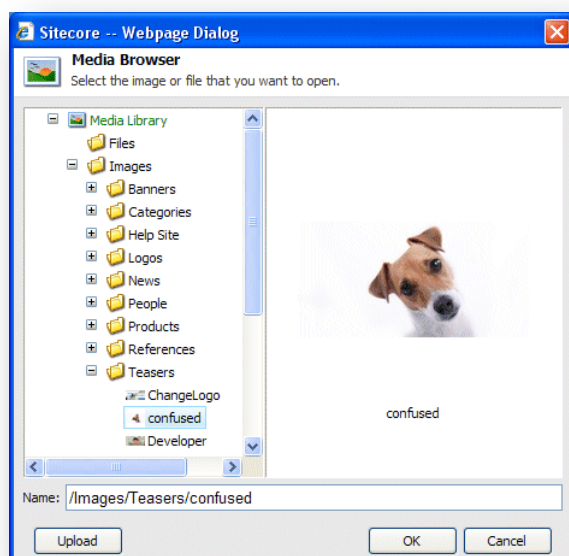 Sitecore -- Webpage Dialog
Media Browser
Select the image or file that you want to open.
Media Library
Files
Images
Banners
Categories
Help Site
Logos
News
People
Products
References
Teasers
ChangeLogo
confused
Developer
confused
Name: /Images/Teasers/confused
Upload OK Cancel